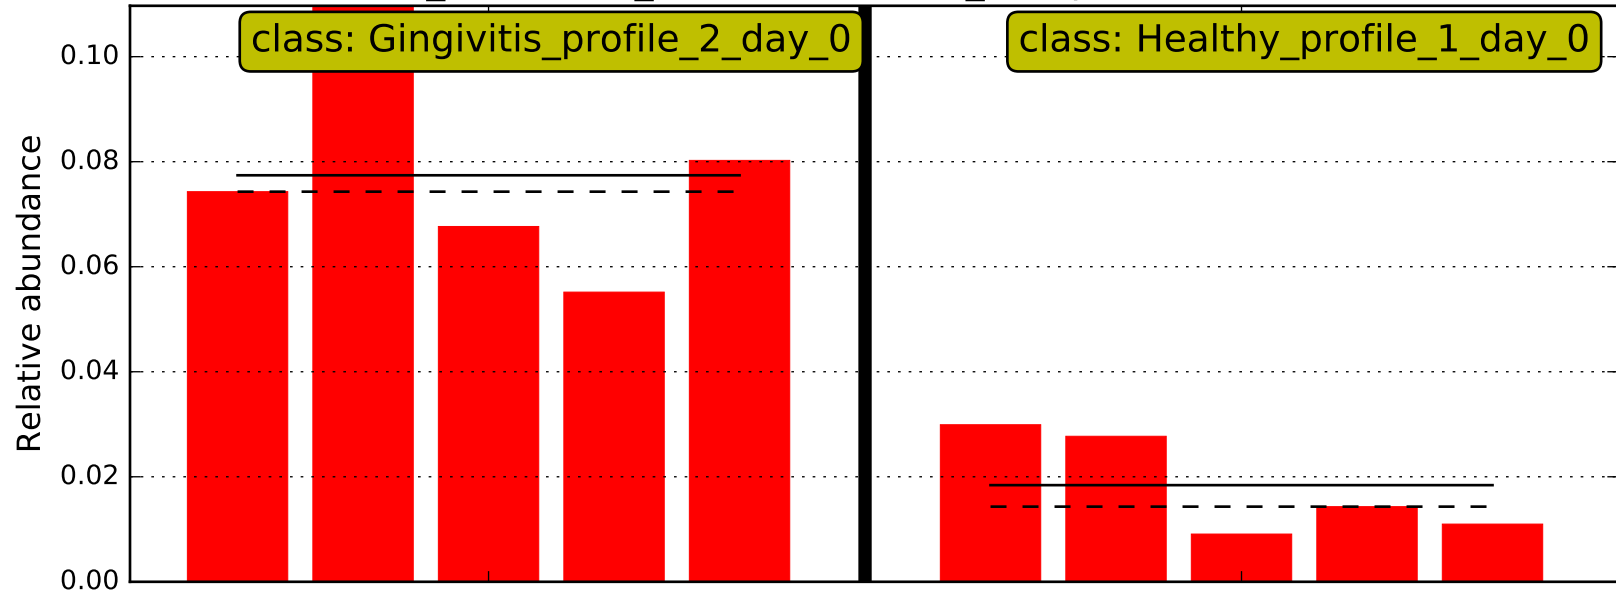 class: Gingivitis_profile_2_day_0
class: Healthy_profile_1_day_0
Relative abundance
0.10
0.08
0.06
0.04
0.02
0.00